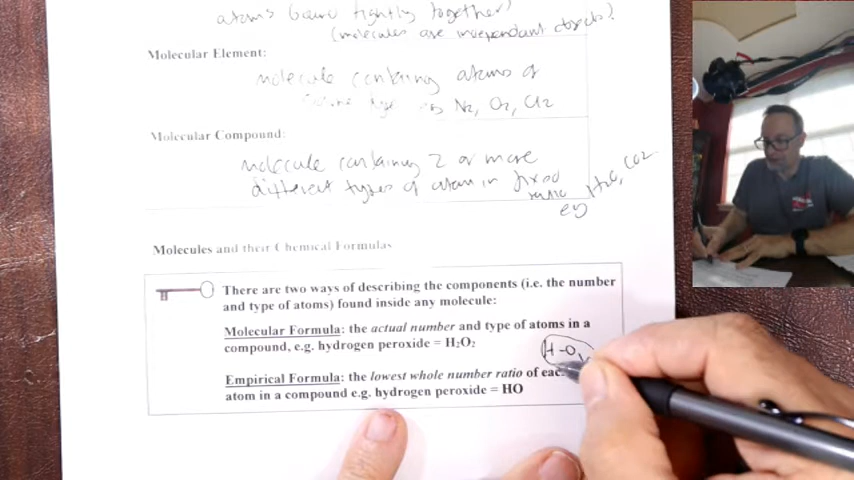 atoms bound tightly together)
(molecules are independant objects?
Molecular Element:
molecule containing atoms of
same type eg N2, O2, Cl2
Molecular Compound:
molecule containing 2 or more
different types of atom in fixed
ratio
eg H2O, CO2
Molecules and their Chemical Formulas
There are two ways of describing the components (i.e. the number
and type of atoms) found inside any molecule:
Molecular Formula: the actual number and type of atoms in a
compound, e.g. hydrogen peroxide = H₂O₂
H-O
Empirical Formula: the lowest whole number ratio of each
atom in a compound e.g. hydrogen peroxide = HO